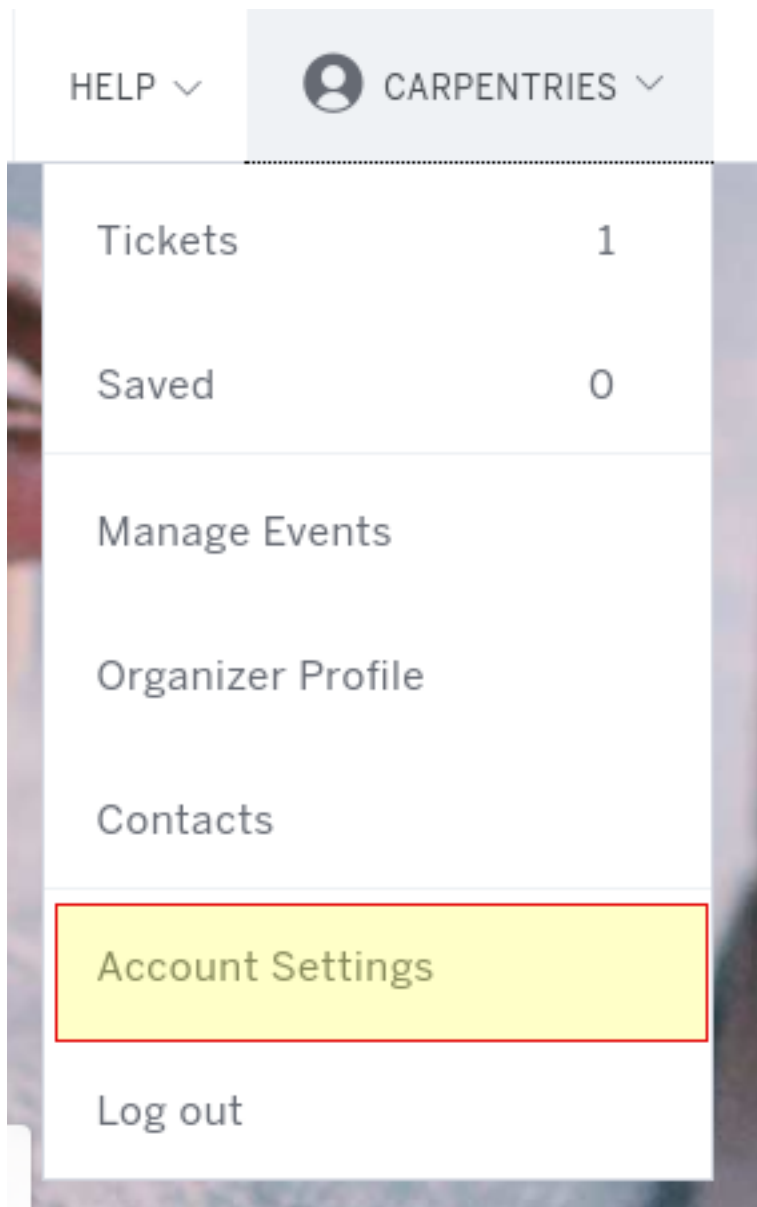 HELP CARPENTRIES
Tickets 1
Saved 0
Manage Events
Organizer Profile
Contacts
Account Settings
Log out